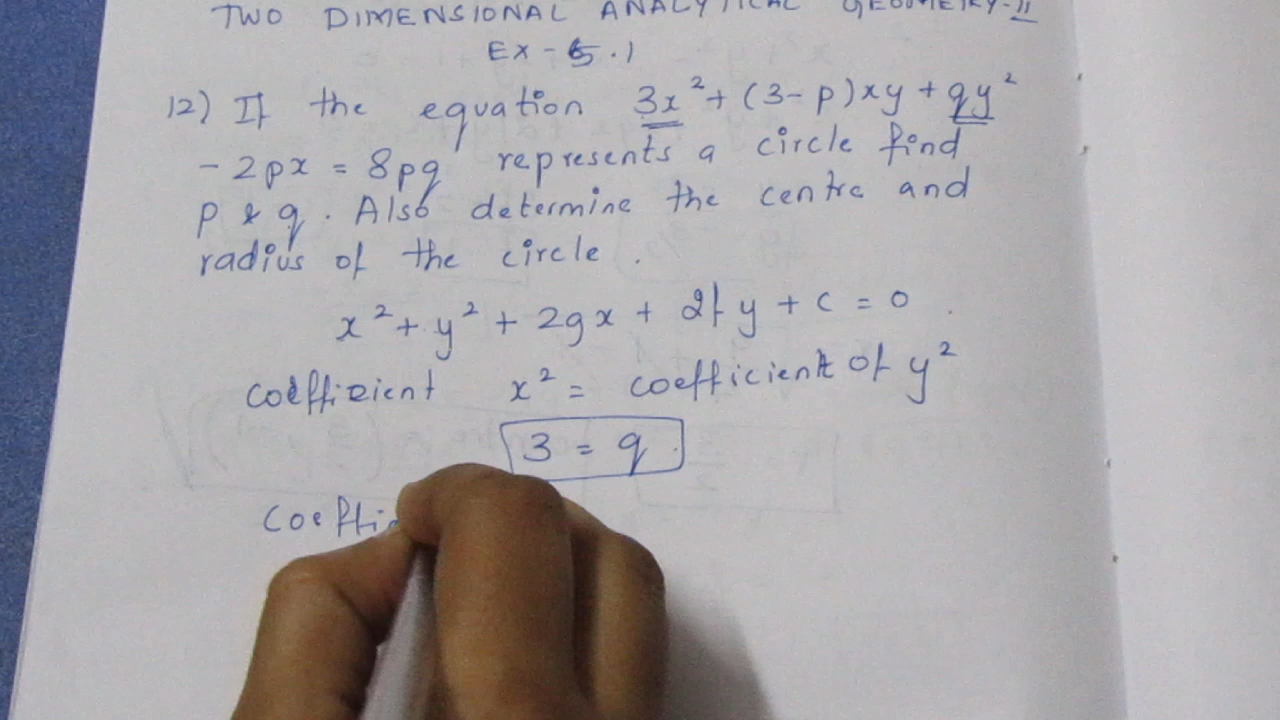 TWO DIMENSIONAL ANALYTICAL GEOMETRY-II
EX - 5.1
12) If the equation 3x² + (3-p)xy + qy²
- 2px = 8pq represents a circle find
p & q. Also determine the centre and
radius of the circle.
x² + y² + 2gx + 2fy + c = 0
coefficient x² = coefficient of y²
3 = q